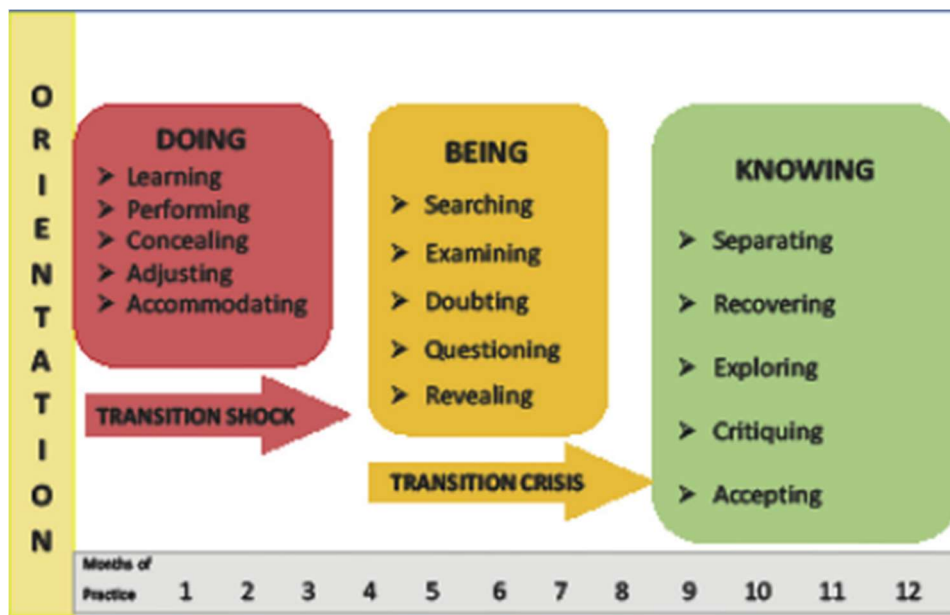 ORIENTATION
DOING
➤ Learning
➤ Performing
➤ Concealing
➤ Adjusting
➤ Accommodating
TRANSITION SHOCK
BEING
➤ Searching
➤ Examining
➤ Doubting
➤ Questioning
➤ Revealing
TRANSITION CRISIS
KNOWING
➤ Separating
➤ Recovering
➤ Exploring
➤ Critiquing
➤ Accepting
Months of
Practice 1 2 3 4 5 6 7 8 9 10 11 12